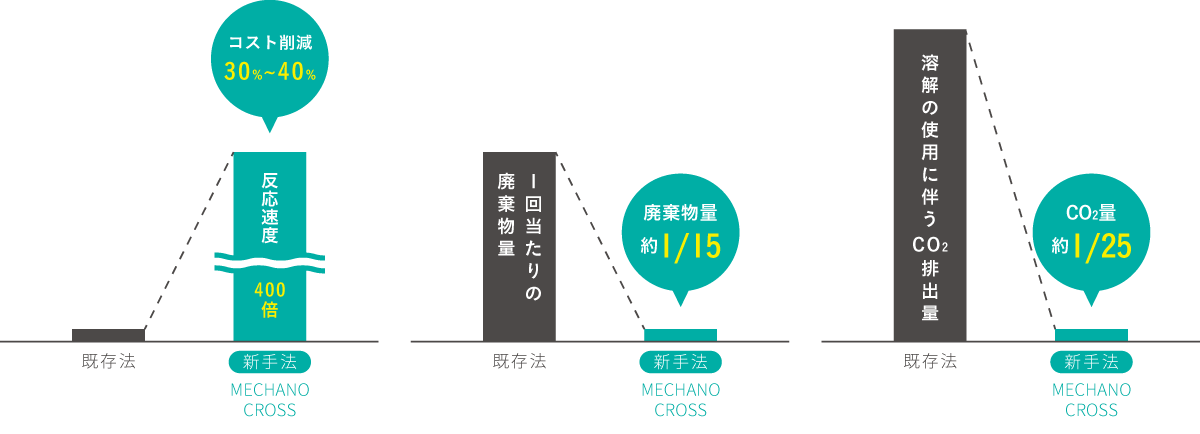 コスト削減
30%~40%
反応速度
400
倍
既存法
新手法
MECHANO
CROSS
1回当たりの
廃棄物量
廃棄物量
約1/15
既存法
新手法
MECHANO
CROSS
溶解の使用に伴うCO2排出量
CO2量
約1/25
既存法
新手法
MECHANO
CROSS